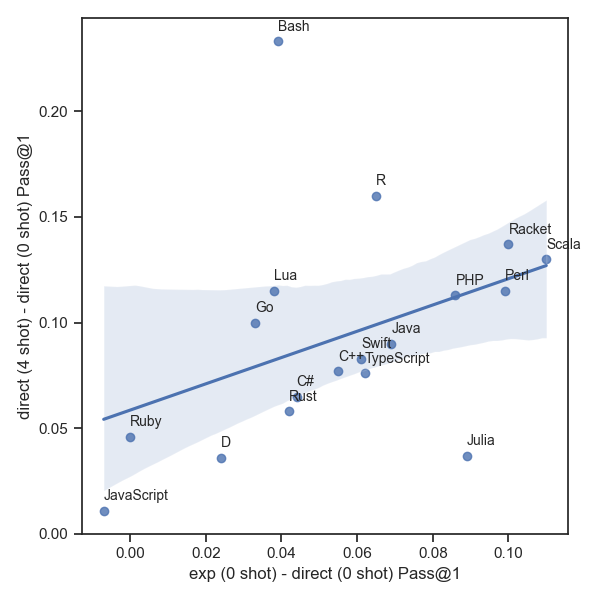 Bash
0.20
R
0.15
Racket
Scala
Lua
PHP
Perl
Go
0.10
Java
Swift
C++
TypeScript
C#
Rust
0.05
Ruby
D
Julia
JavaScript
0.00
0.00 0.02 0.04 0.06 0.08 0.10
exp (0 shot) - direct (0 shot) Pass@1
direct (4 shot) - direct (0 shot) Pass@1